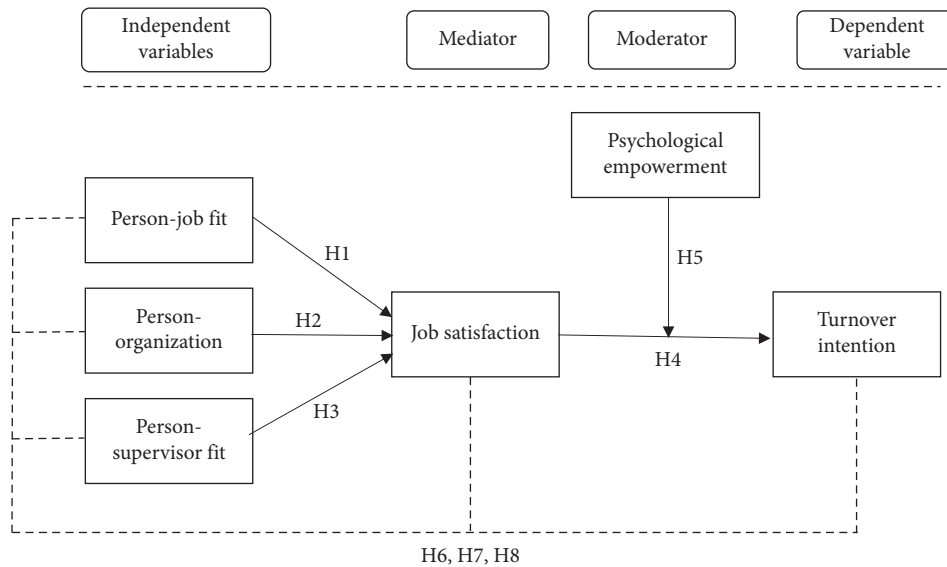 Independent
variables
Mediator
Moderator
Dependent
variable
Psychological
empowerment
Person-job fit
H1
H5
Person-
organization
H2
Job satisfaction
H4
Turnover
intention
H3
Person-
supervisor fit
H6, H7, H8